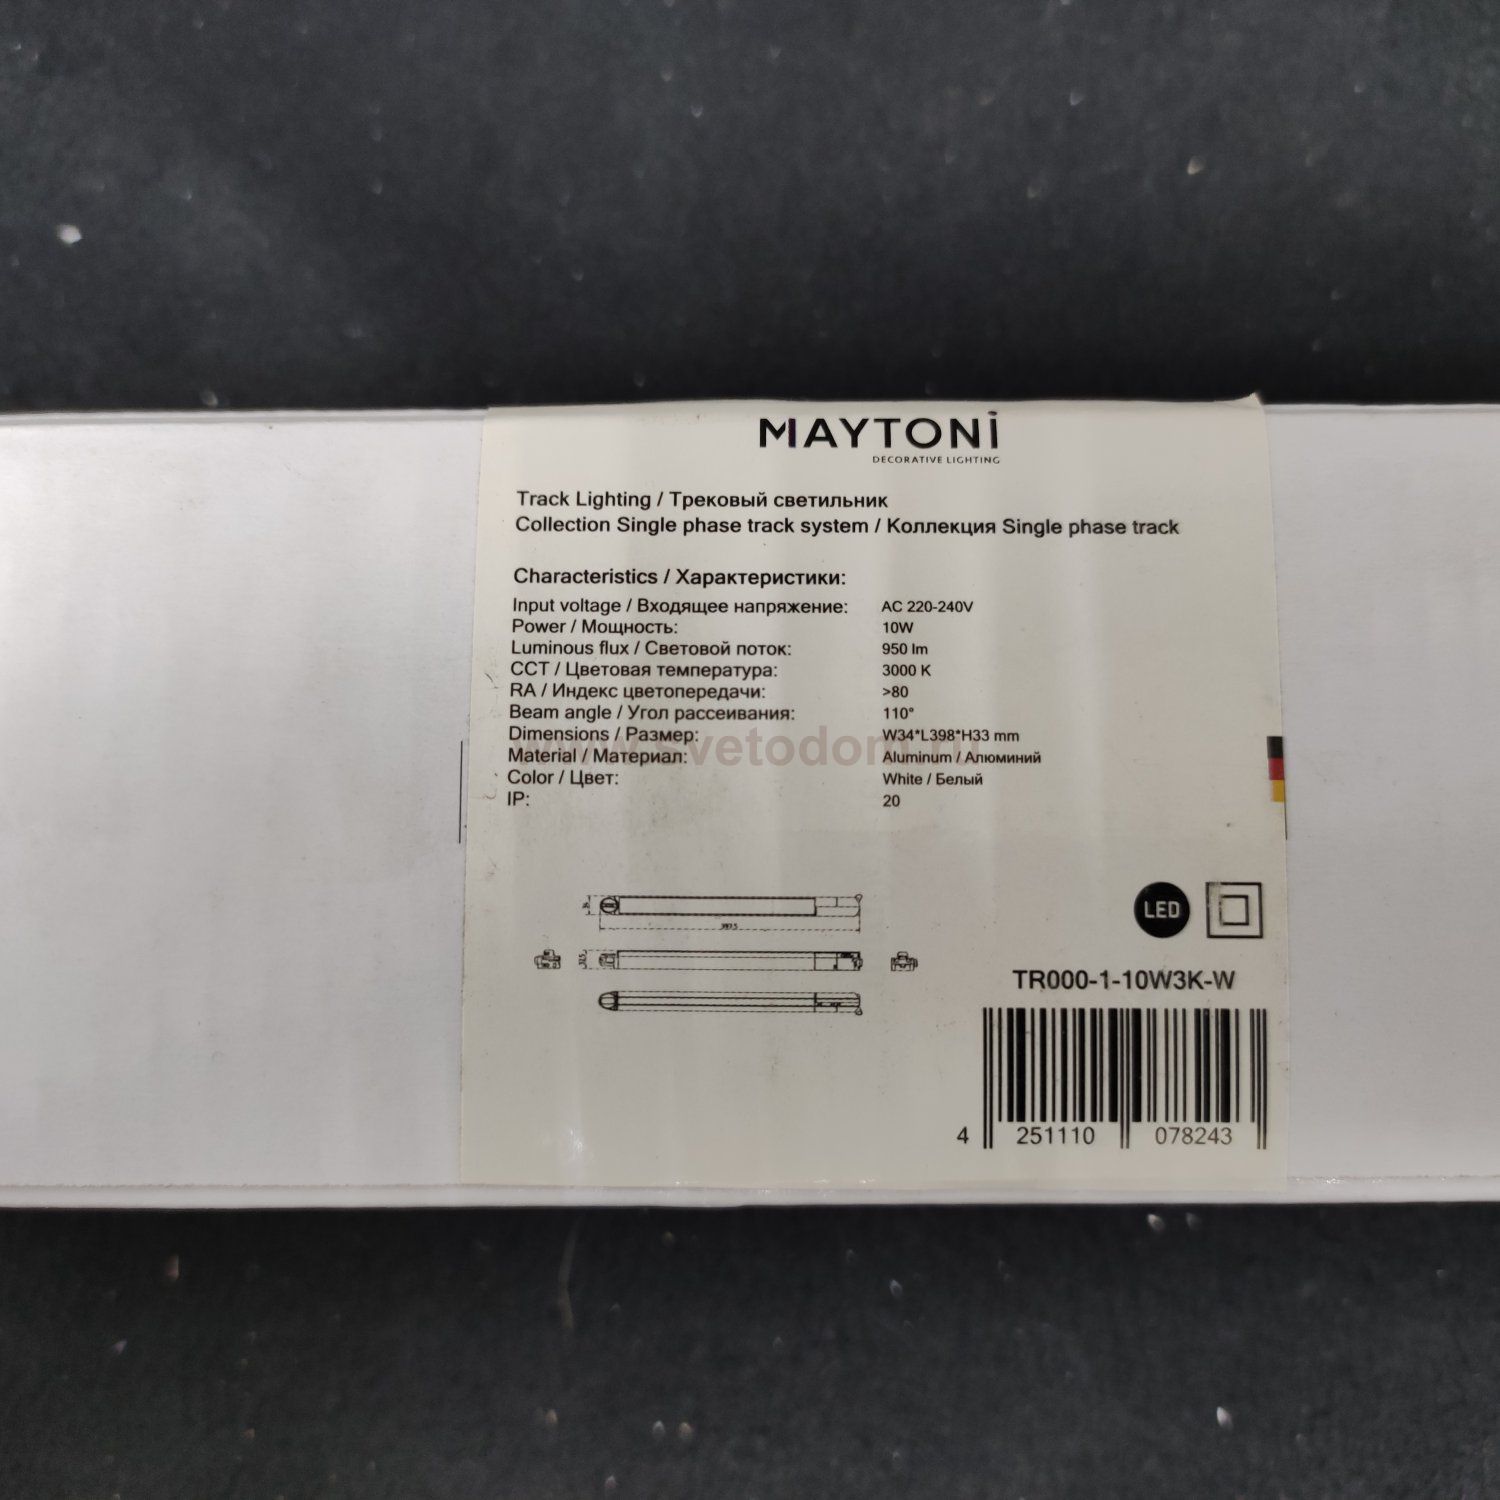 MAYTONi
DECORATIVE LIGHTING
Track Lighting / Трековый светильник
Collection Single phase track system / Коллекция Single phase track
Characteristics / Характеристики:
Input voltage / Входящее напряжение: AC 220-240V
Power / Мощность: 10W
Luminous flux / Световой поток: 950 lm
CCT / Цветовая температура: 3000 K
RA / Индекс цветопередачи: >80
Beam angle / Угол рассеивания: 110°
Dimensions / Размер: W34*L398*H33 mm
www.svetodom.ru
Material / Материал: Aluminum / Алюминий
Color / Цвет: White / Белый
IP: 20
LED
TR000-1-10W3K-W
4 251110 078243